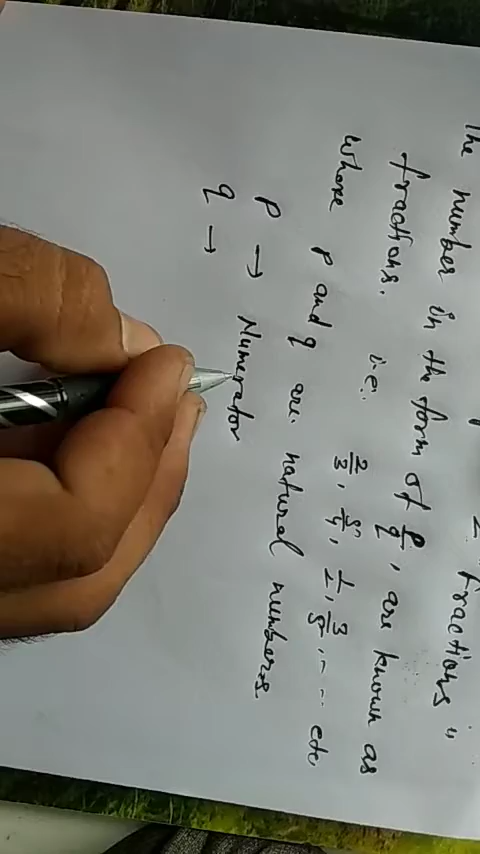 Fractions "
The number in the form of p/q, are known as
fractions. i.e. 2/3, 5/4, 1/2, 3/5, - - etc,
Where p and q are natural numbers.
P → Numerator
q →